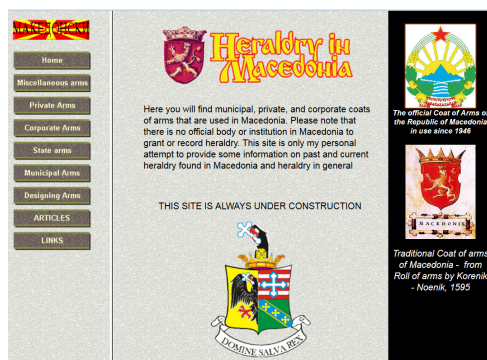 Heraldry in
Macedonia
Home
Miscellaneous arms
Private Arms
Corporate Arms
State arms
Municipal Arms
Designing Arms
ARTICLES
LINKS
Here you will find municipal, private, and corporate coats
of arms that are used in Macedonia. Please note that
there is no official body or institution in Macedonia to
grant or record heraldry. This site is only my personal
attempt to provide some information on past and current
heraldry found in Macedonia and heraldry in general
THIS SITE IS ALWAYS UNDER CONSTRUCTION
DOMINE SALVA REX
The official Coat of Arms of
the Republic of Macedonia
in use since 1946
MACEDONIE
Traditional Coat of arms
of Macedonia - from
Roll of arms by Korenik
- Noenik, 1595